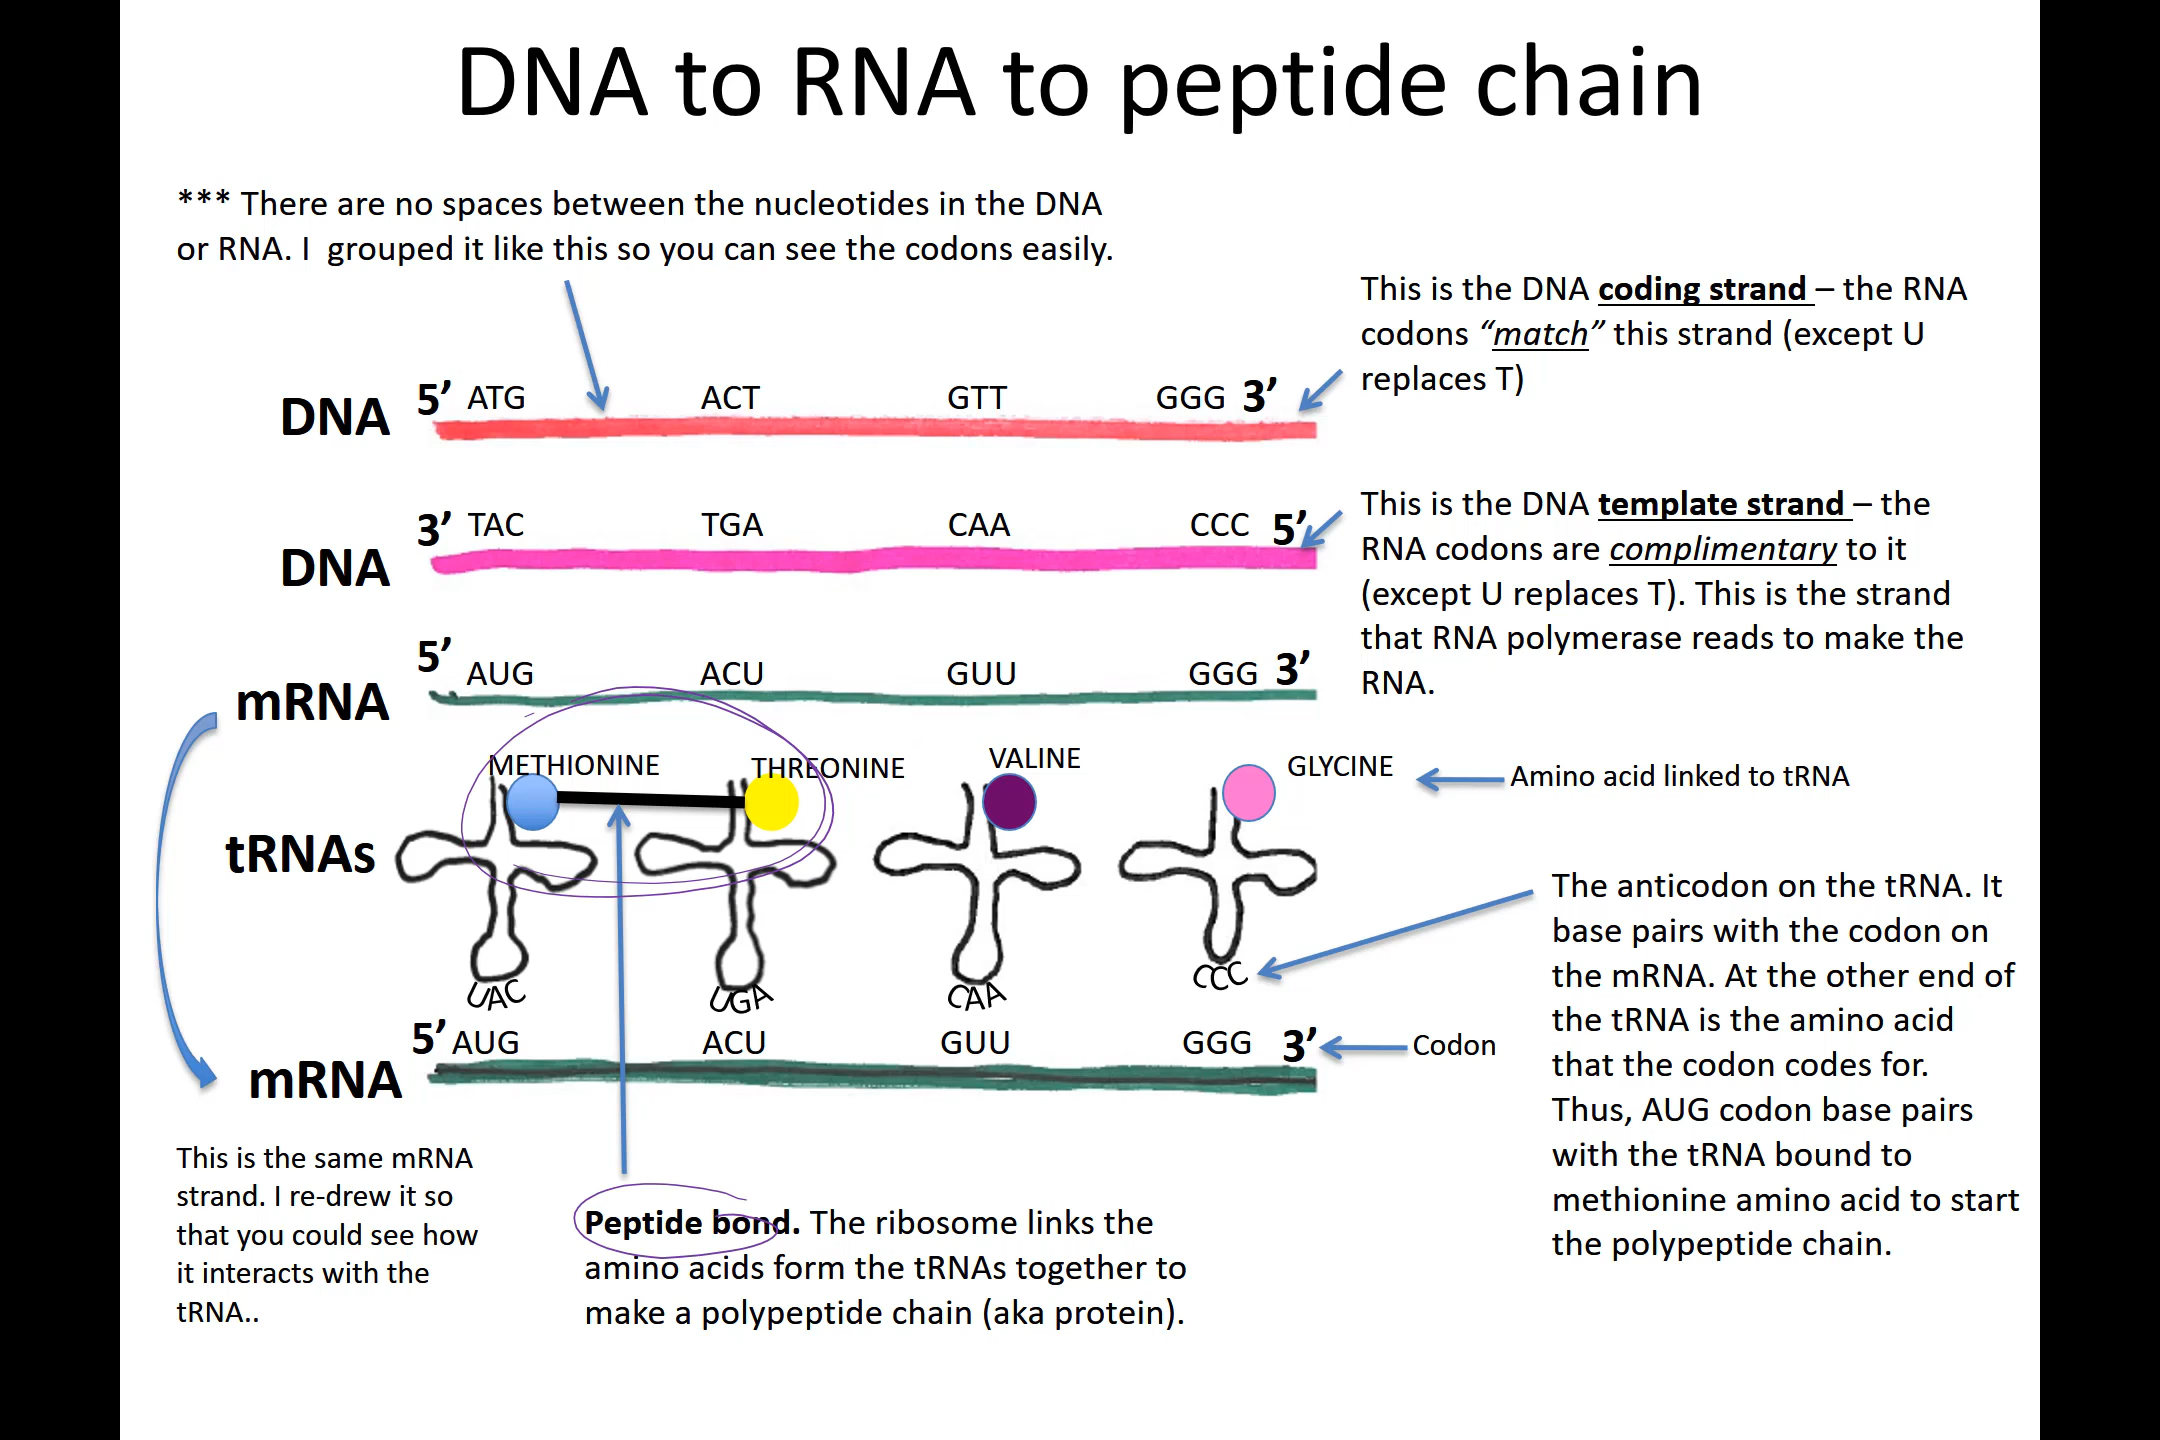 DNA to RNA to peptide chain
*** There are no spaces between the nucleotides in the DNA
or RNA. I  grouped it like this so you can see the codons easily.
This is the DNA coding strand – the RNA
codons “match” this strand (except U
replaces T)
DNA 5’ ATG ACT GTT GGG 3’
This is the DNA template strand – the
RNA codons are complimentary to it
(except U replaces T). This is the strand
that RNA polymerase reads to make the
RNA.
DNA 3’ TAC TGA CAA CCC 5’
mRNA 5’ AUG ACU GUU GGG 3’
METHIONINE THREONINE VALINE GLYCINE
Amino acid linked to tRNA
tRNAs
UAC UGA CAA CCC
The anticodon on the tRNA. It
base pairs with the codon on
the mRNA. At the other end of
the tRNA is the amino acid
that the codon codes for.
Thus, AUG codon base pairs
with the tRNA bound to
methionine amino acid to start
the polypeptide chain.
mRNA 5’ AUG ACU GUU GGG 3’
Codon
This is the same mRNA
strand. I re-drew it so
that you could see how
it interacts with the
tRNA..
Peptide bond. The ribosome links the
amino acids form the tRNAs together to
make a polypeptide chain (aka protein).